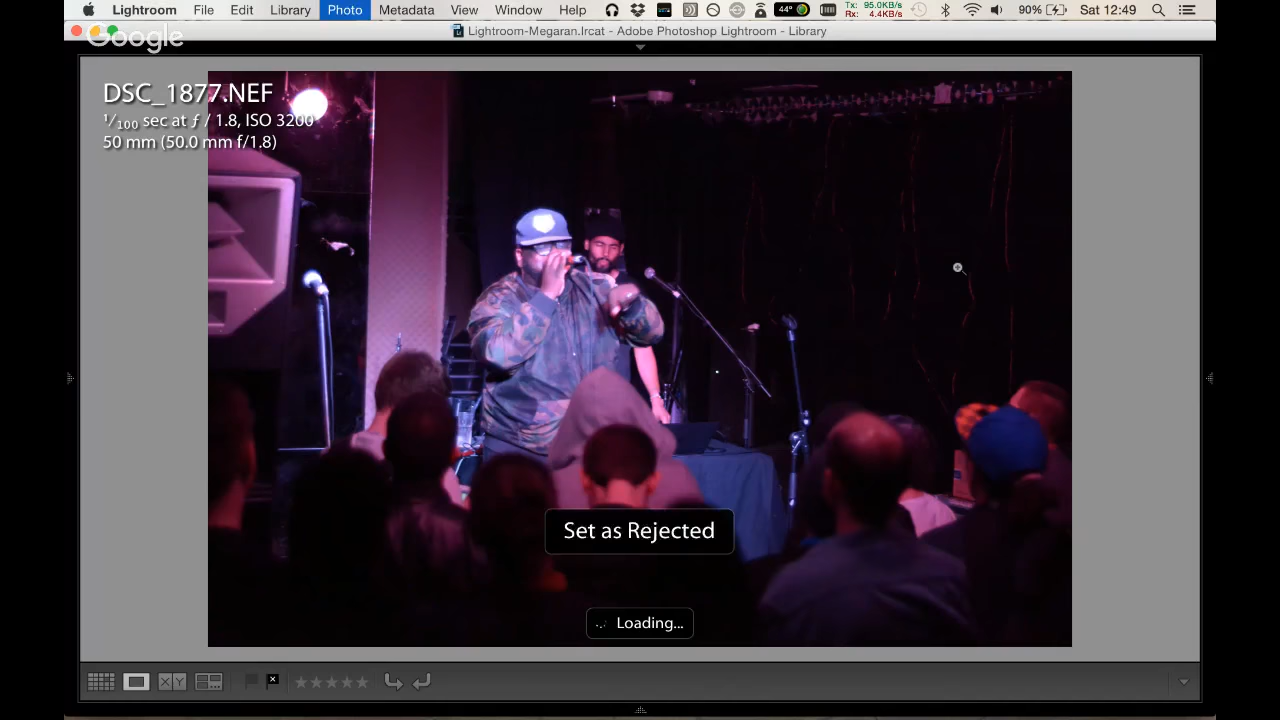 Lightroom File Edit Library Photo Metadata View Window Help 44° Tx: 95.0KB/s Rx: 4.4KB/s 90% Sat 12:49
Google
Lightroom-Megaran.lrcat - Adobe Photoshop Lightroom - Library
DSC_1877.NEF
1/100 sec at ƒ / 1.8, ISO 3200
50 mm (50.0 mm f/1.8)
Set as Rejected
Loading...
X Y